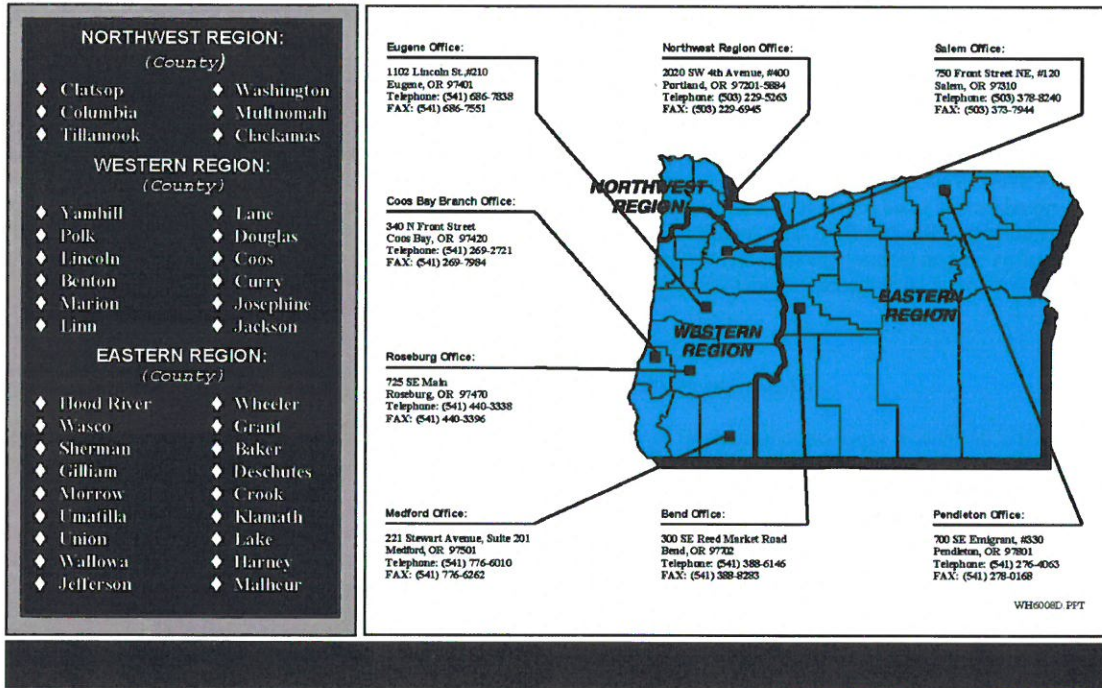 NORTHWEST REGION:
(County)
Clatsop
Columbia
Tillamook
Washington
Multnomah
Clackamas
WESTERN REGION:
(County)
Yamhill
Polk
Lincoln
Benton
Marion
Linn
Lane
Douglas
Coos
Curry
Josephine
Jackson
EASTERN REGION:
(County)
Hood River
Wasco
Sherman
Gilliam
Morrow
Umatilla
Union
Wallowa
Jefferson
Wheeler
Grant
Baker
Deschutes
Crook
Klamath
Lake
Harney
Malheur
Eugene Office:
1102 Lincoln St.,#210
Eugene, OR 97401
Telephone: (541) 686-7838
FAX: (541) 686-7551
Northwest Region Office:
2020 SW 4th Avenue, #400
Portland, OR 97201-5884
Telephone: (503) 229-5263
FAX: (503) 229-6945
Salem Office:
750 Front Street NE, #120
Salem, OR 97310
Telephone: (503) 378-8240
FAX: (503) 373-7944
Coos Bay Branch Office:
340 N Front Street
Coos Bay, OR 97420
Telephone: (541) 269-2721
FAX: (541) 269-7984
NORTHWEST
REGION
WESTERN
REGION
EASTERN
REGION
Roseburg Office:
725 SE Main
Roseburg, OR 97470
Telephone: (541) 440-3338
FAX: (541) 440-3396
Medford Office:
221 Stewart Avenue, Suite 201
Medford, OR 97501
Telephone: (541) 776-6010
FAX: (541) 776-6262
Bend Office:
300 SE Reed Market Road
Bend, OR 97702
Telephone: (541) 388-6146
FAX: (541) 388-8283
Pendleton Office:
700 SE Emigrant, #330
Pendleton, OR 97801
Telephone: (541) 276-4063
FAX: (541) 278-0168
WH6008D.PPT